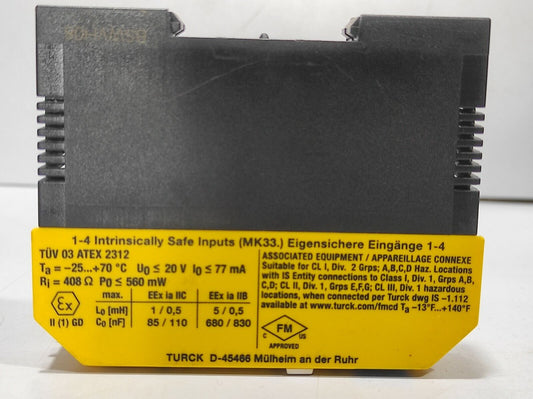 1-4 Intrinsically Safe Inputs (MK33.) Eigensichere Eingänge 1-4
TÜV 03 ATEX 2312
Ta = –25...+70 °C U0 ≤ 20 V I0 ≤ 77 mA
Ri = 408 Ω P0 ≤ 560 mW
max. EEx ia IIC EEx ia IIB
L0 [mH] 1 / 0,5 5 / 0,5
C0 [nF] 85 / 110 680 / 830
Ex
II (1) GD
ASSOCIATED EQUIPMENT / APPAREILLAGE CONNEXE
Suitable for CL I, Div. 2 Grps; A,B,C,D Haz. Locations
with IS Entity connections to Class I, Div. 1, Grps A,B,
C,D; CL II, Div. 1, Grps E,F,G; CL III, Div. 1 hazardous
locations, when connected per Turck dwg IS -1.112
available at www.turck.com/fmcd Ta –13°F...+140°F
C FM US
APPROVED
TURCK D-45466 Mülheim an der Ruhr